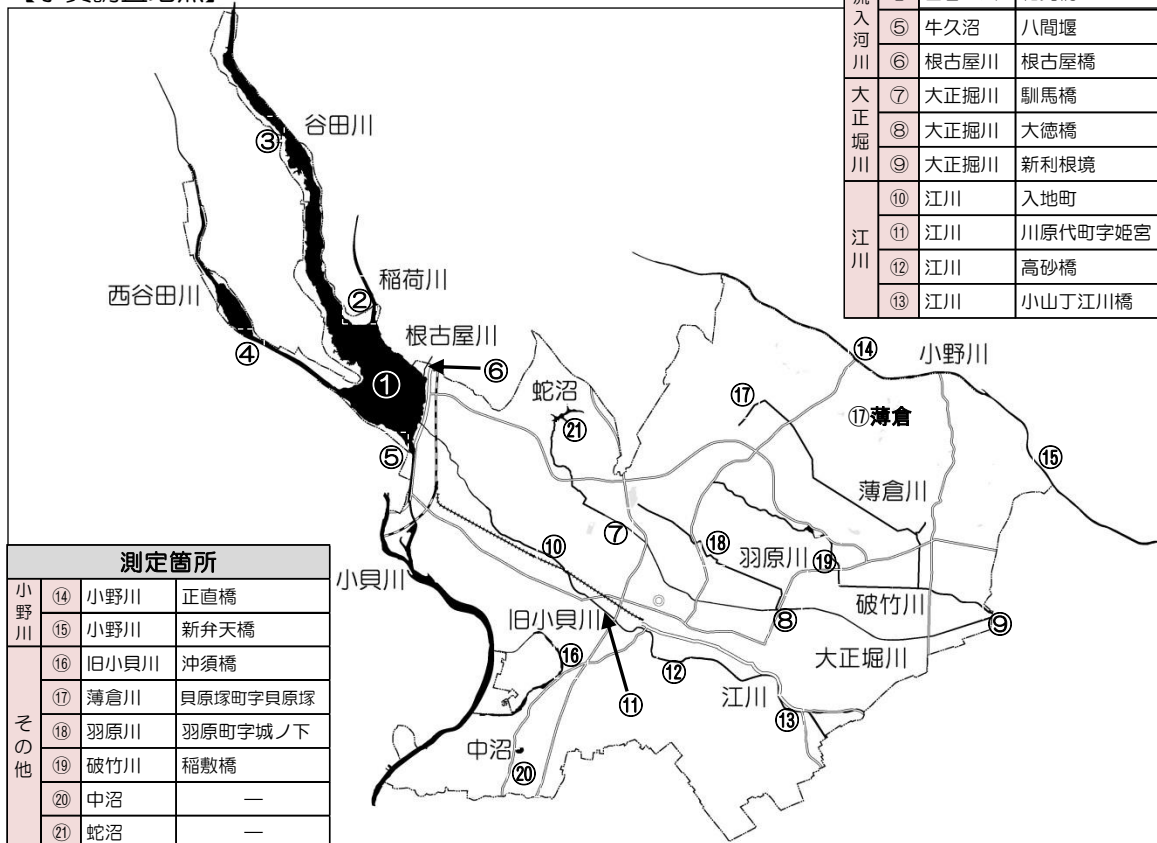 流入河川
⑤ 牛久沼 八間堰
⑥ 根古屋川 根古屋橋
大正堀川
⑦ 大正掘川 馴馬橋
⑧ 大正掘川 大徳橋
⑨ 大正掘川 新利根境
江川
⑩ 江川 入地町
⑪ 江川 川原代町字姫宮
⑫ 江川 高砂橋
⑬ 江川 小山丁江川橋
谷田川
③
稲荷川
②
西谷田川
④
根古屋川
⑥
①
⑤
蛇沼
㉑
⑭
小野川
⑰
⑰薄倉
⑮
薄倉川
⑦
⑩
⑱
羽原川
⑲
破竹川
⑧
⑨
大正堀川
小貝川
旧小貝川
⑯
⑪
⑫
江川
⑬
中沼
⑳
測定箇所
小野川
⑭ 小野川 正直橋
⑮ 小野川 新弁天橋
その他
⑯ 旧小貝川 沖須橋
⑰ 薄倉川 貝原塚町字貝原塚
⑱ 羽原川 羽原町字城ノ下
⑲ 破竹川 稲敷橋
⑳ 中沼 ―
㉑ 蛇沼 ―